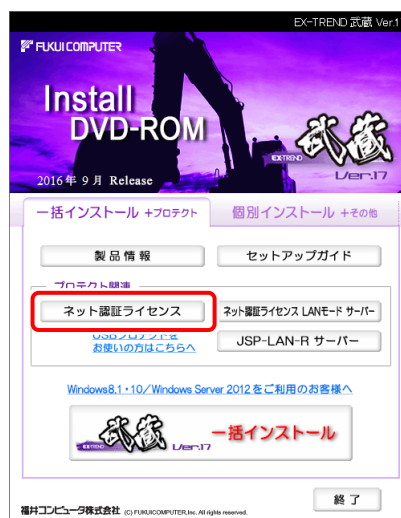 EX-TREND 武蔵 Ver.1
FUKUI COMPUTER
Install
DVD-ROM
EX-TREND 武蔵
Ver.17
2016年 9月 Release
一括インストール +プロテクト
個別インストール +その他
製品情報
セットアップガイド
プロテクト関連
ネット認証ライセンス
ネット認証ライセンス LANモード サーバー
USBプロテクトを
お使いの方はこちらへ
JSP-LAN-R サーバー
Windows8.1・10/Windows Server 2012 をご利用のお客様へ
EX-TREND 武蔵 Ver.17 一括インストール
終了
福井コンピュータ株式会社 (C) FUKUICOMPUTER, Inc. All rights reserved.